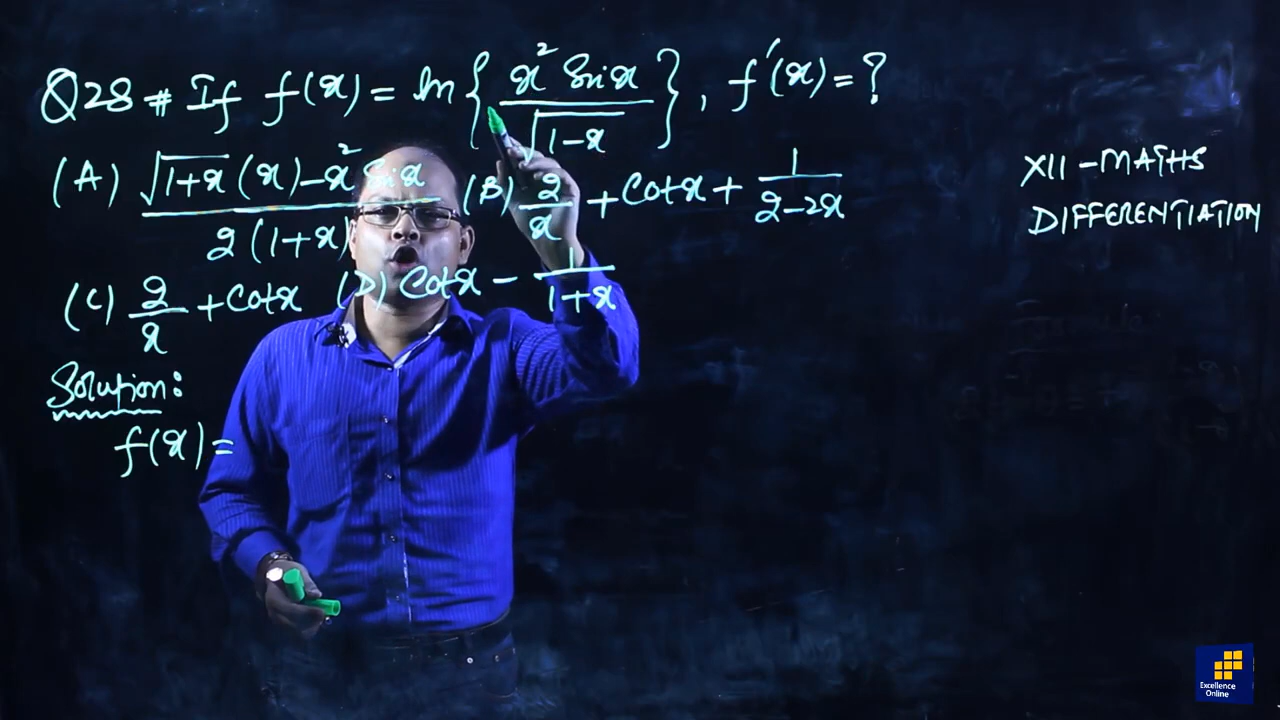 Q28 # If f(x) = ln { x² Sin x / √(1-x) } , f'(x) = ?
(A) √(1+x) (x) - x² Sin x / 2(1+x) (B) 2/x + Cot x + 1/(2-2x)
(C) 2/x + Cot x (D) Cot x - 1/(1+x)
Solution:
f(x) =
XII - MATHS
DIFFERENTIATION
Excellence
Online